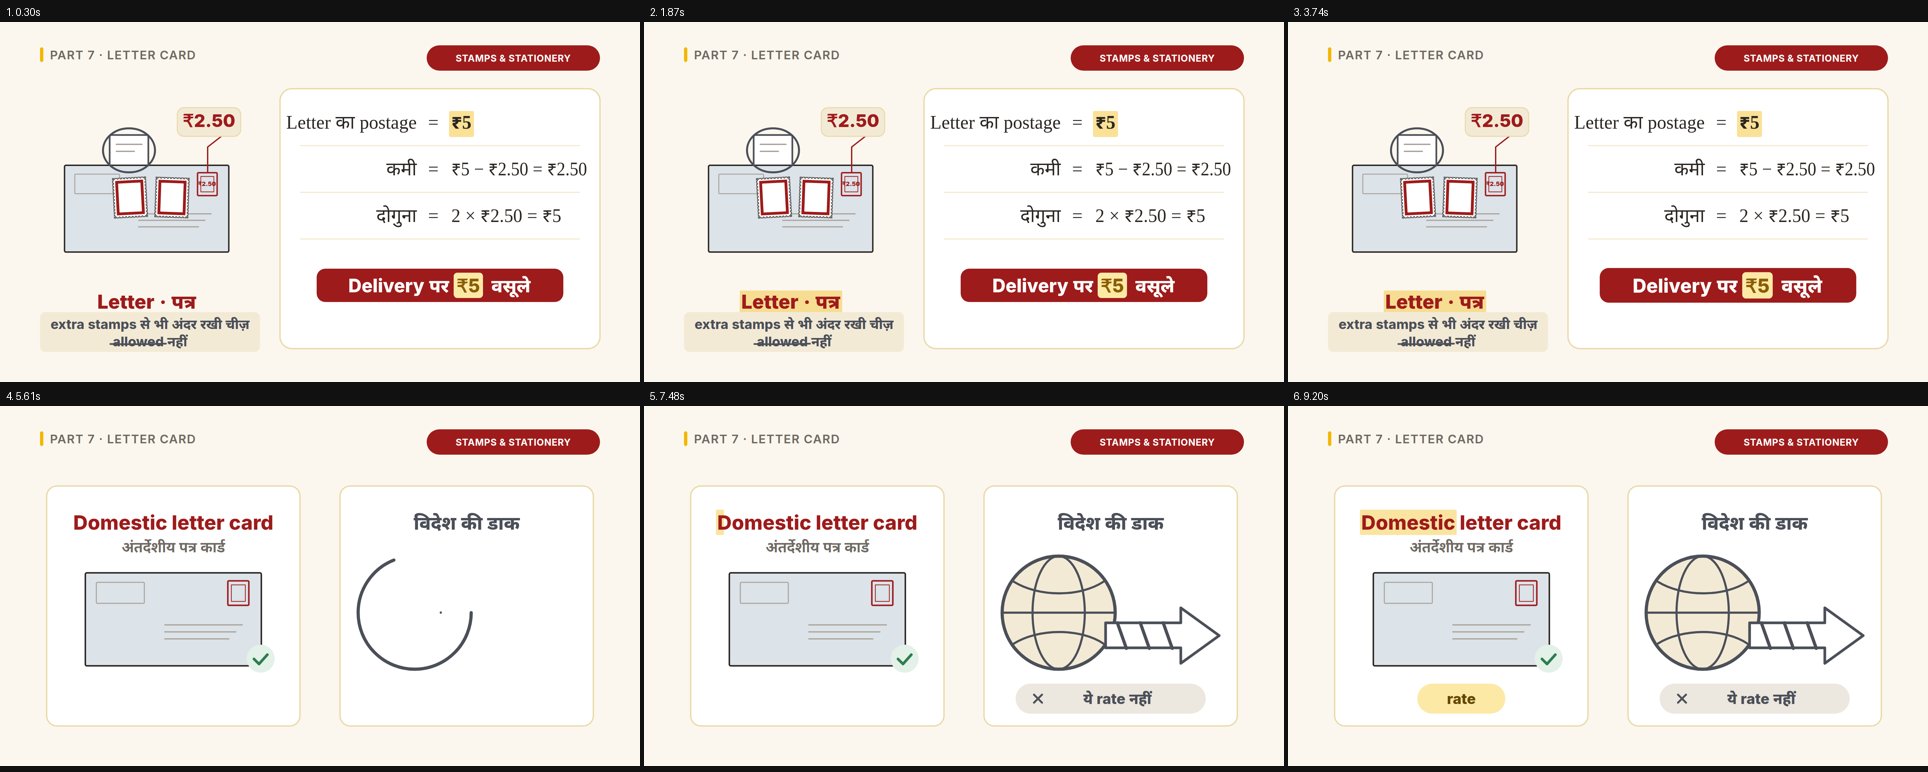 1. 0.30s
PART 7 · LETTER CARD
STAMPS & STATIONERY
₹2.50
₹2.50
Letter का postage = ₹5
कमी = ₹5 − ₹2.50 = ₹2.50
दोगुना = 2 × ₹2.50 = ₹5
Delivery पर ₹5 वसूले
Letter · पत्र
extra stamps से भी अंदर रखी चीज़
allowed नहीं
2. 1.87s
PART 7 · LETTER CARD
STAMPS & STATIONERY
₹2.50
₹2.50
Letter का postage = ₹5
कमी = ₹5 − ₹2.50 = ₹2.50
दोगुना = 2 × ₹2.50 = ₹5
Delivery पर ₹5 वसूले
Letter · पत्र
extra stamps से भी अंदर रखी चीज़
allowed नहीं
3. 3.74s
PART 7 · LETTER CARD
STAMPS & STATIONERY
₹2.50
₹2.50
Letter का postage = ₹5
कमी = ₹5 − ₹2.50 = ₹2.50
दोगुना = 2 × ₹2.50 = ₹5
Delivery पर ₹5 वसूले
Letter · पत्र
extra stamps से भी अंदर रखी चीज़
allowed नहीं
4. 5.61s
PART 7 · LETTER CARD
STAMPS & STATIONERY
Domestic letter card
अंतर्देशीय पत्र कार्ड
विदेश की डाक
5. 7.48s
PART 7 · LETTER CARD
STAMPS & STATIONERY
Domestic letter card
अंतर्देशीय पत्र कार्ड
विदेश की डाक
✕ ये rate नहीं
6. 9.20s
PART 7 · LETTER CARD
STAMPS & STATIONERY
Domestic letter card
अंतर्देशीय पत्र कार्ड
rate
विदेश की डाक
✕ ये rate नहीं